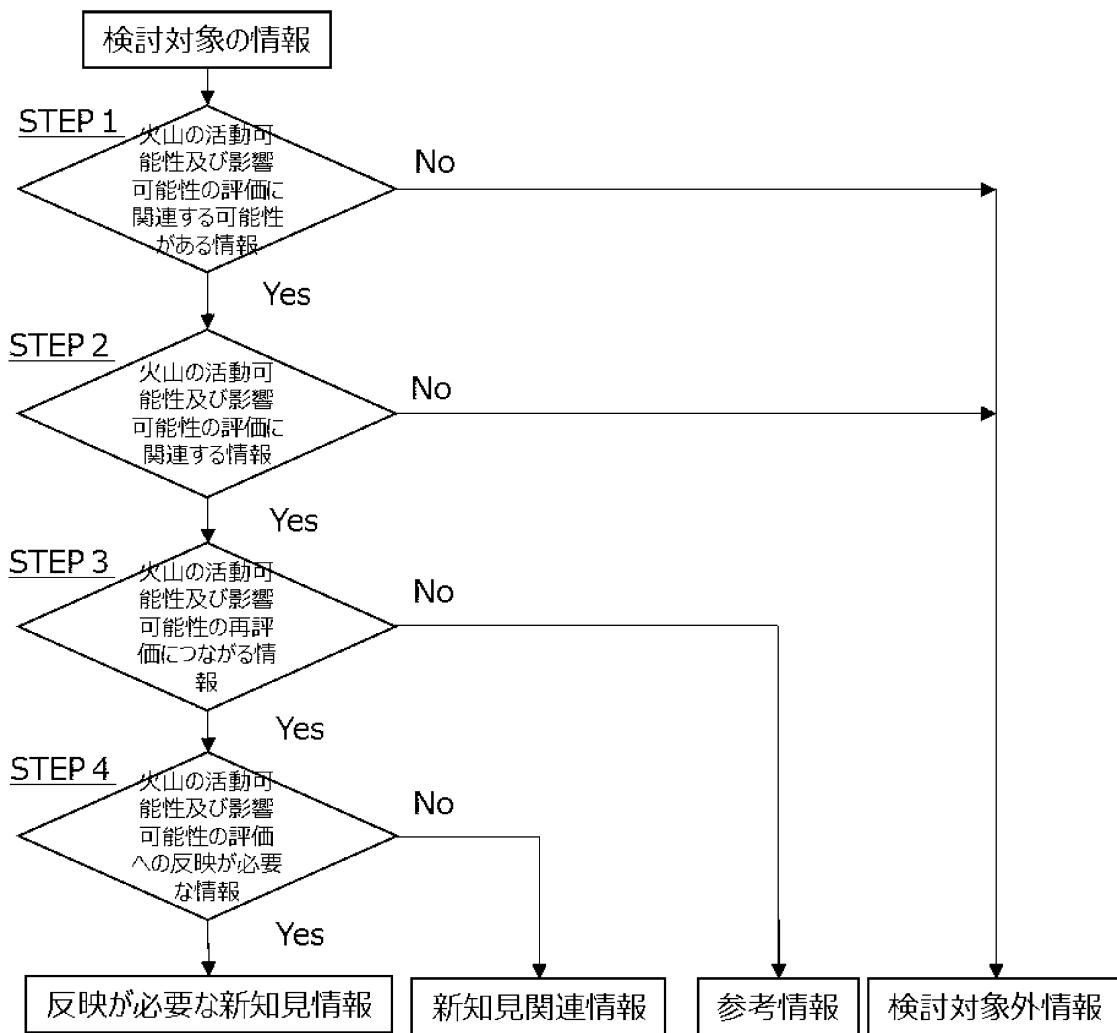 検討対象の情報
STEP 1
火山の活動可
能性及び影響
可能性の評価に
関連する可能性
がある情報
No
Yes
STEP 2
火山の活動可
能性及び影響
可能性の評価に
関連する情報
No
Yes
STEP 3
火山の活動可
能性及び影響
可能性の再評
価につながる情
報
No
Yes
STEP 4
火山の活動可
能性及び影響
可能性の評価
への反映が必要
な情報
No
Yes
反映が必要な新知見情報
新知見関連情報
参考情報
検討対象外情報